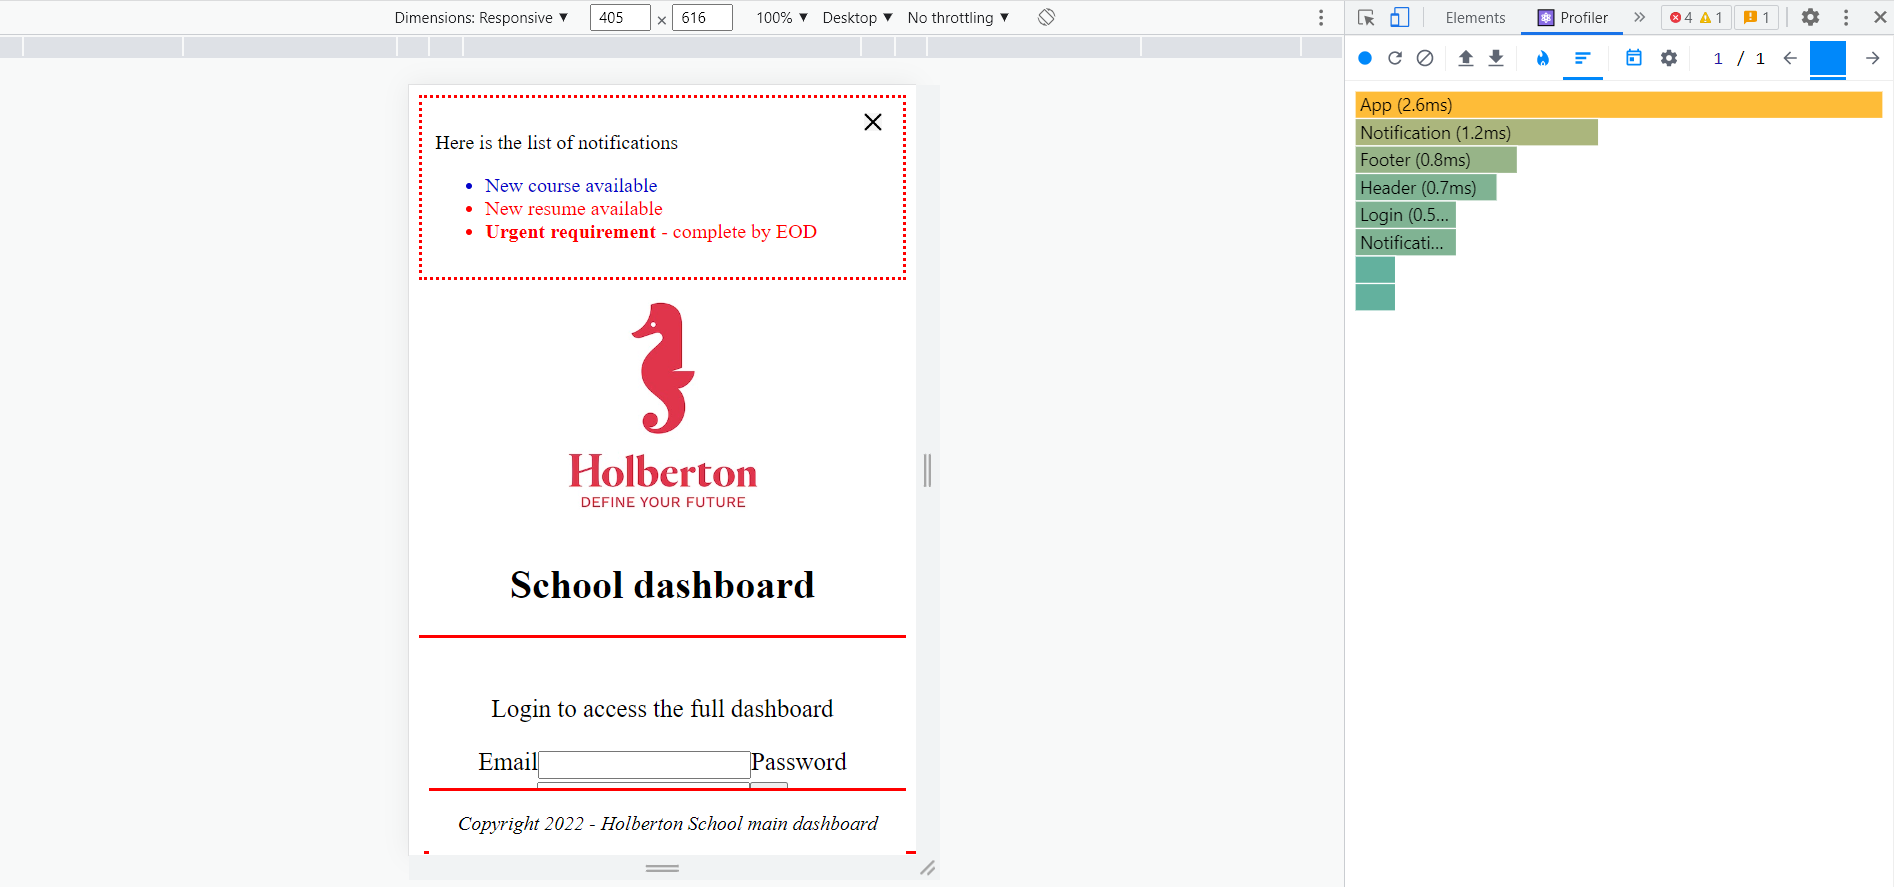 Dimensions: Responsive ▼ 405 × 616 100% ▼ Desktop ▼ No throttling ▼
Elements Profiler » 4 1 1
1 / 1
Here is the list of notifications
New course available
New resume available
Urgent requirement - complete by EOD
Holberton
DEFINE YOUR FUTURE
School dashboard
Login to access the full dashboard
Email Password
Copyright 2022 - Holberton School main dashboard
App (2.6ms)
Notification (1.2ms)
Footer (0.8ms)
Header (0.7ms)
Login (0.5...
Notificati...